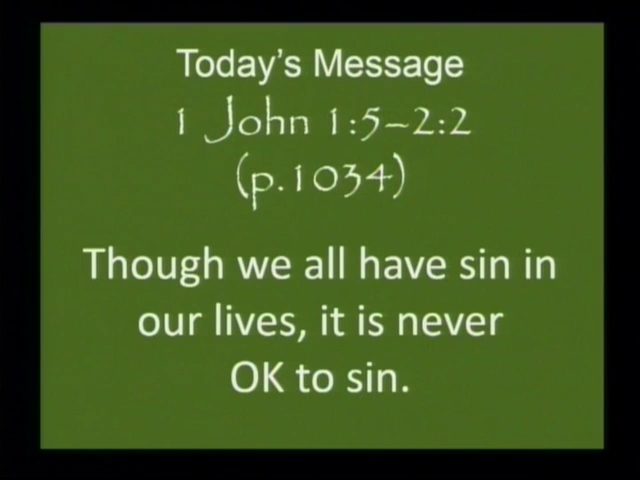 Today's Message
1 John 1:5–2:2
(p.1034)
Though we all have sin in
our lives, it is never
OK to sin.